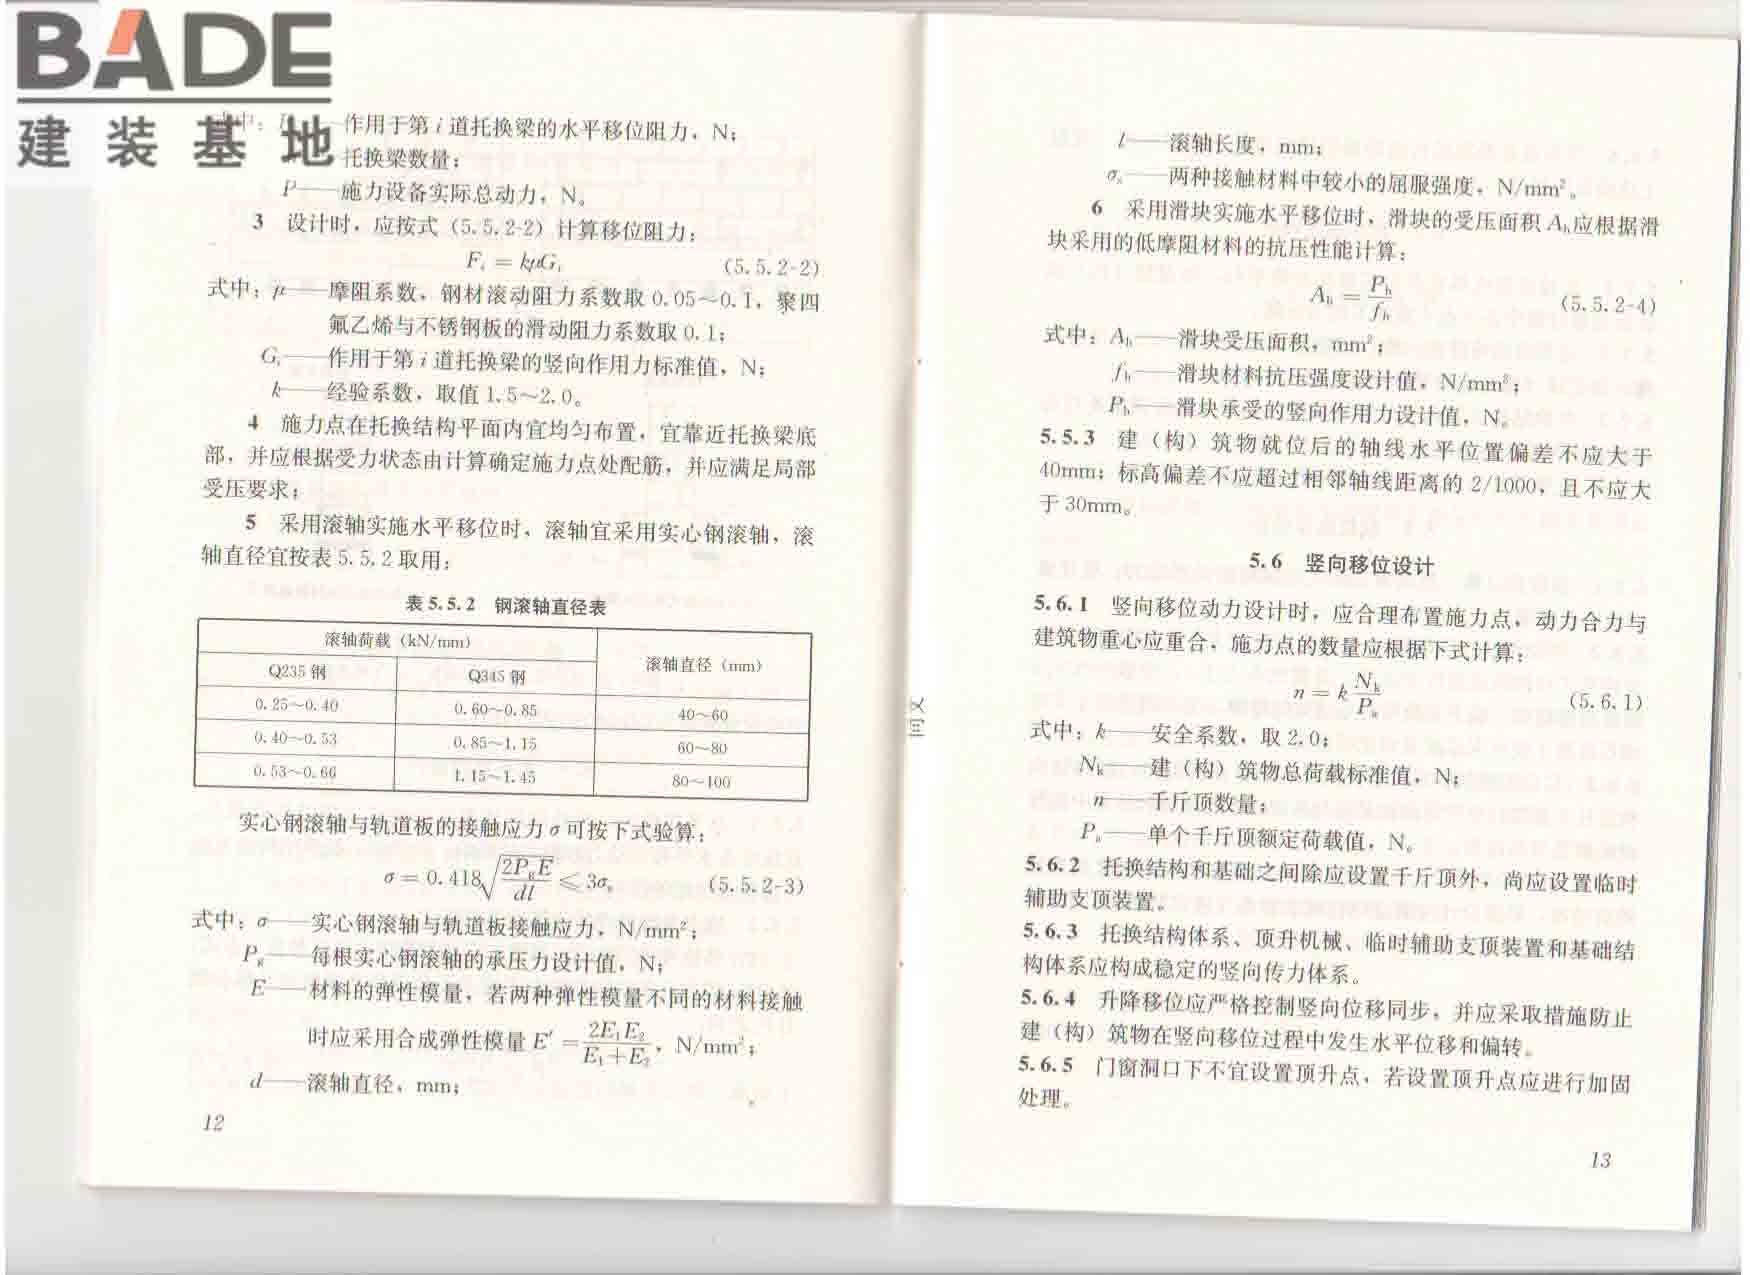 BADE
建装基地
中：
——作用于第 i 道托换梁的水平移位阻力，N；
托换梁数量；
P——施力设备实际总动力，N。
3 设计时，应按式（5.5.2-2）计算移位阻力：
Fᵢ = kμGᵢ (5.5.2-2)
式中：μ——摩阻系数，钢材滚动阻力系数取 0.05～0.1，聚四
氟乙烯与不锈钢板的滑动阻力系数取 0.1；
Gᵢ——作用于第 i 道托换梁的竖向作用力标准值，N；
k——经验系数，取值 1.5～2.0。
4 施力点在托换结构平面内宜均匀布置，宜靠近托换梁底
部，并应根据受力状态由计算确定施力点处配筋，并应满足局部
受压要求；
5 采用滚轴实施水平移位时，滚轴宜采用实心钢滚轴，滚
轴直径宜按表 5.5.2 取用：
表 5.5.2 钢滚轴直径表
滚轴荷载（kN/mm） 滚轴直径（mm）
Q235 钢 Q345 钢
0.25～0.40 0.60～0.85 40～60
0.40～0.53 0.85～1.15 60～80
0.53～0.66 1.15～1.45 80～100
实心钢滚轴与轨道板的接触应力 σ 可按下式验算：
σ = 0.418√(2P_gE/dl) ≤ 3σₛ (5.5.2-3)
式中：σ——实心钢滚轴与轨道板接触应力，N/mm²；
P_g——每根实心钢滚轴的承压力设计值，N；
E——材料的弹性模量，若两种弹性模量不同的材料接触
时应采用合成弹性模量 E′ = 2E₁E₂/(E₁+E₂)，N/mm²；
d——滚轴直径，mm；
12
同文
l——滚轴长度，mm；
σₛ——两种接触材料中较小的屈服强度，N/mm²。
6 采用滑块实施水平移位时，滑块的受压面积 Aₕ应根据滑
块采用的低摩阻材料的抗压性能计算：
Aₕ = Pₕ/fₕ (5.5.2-4)
式中：Aₕ——滑块受压面积，mm²；
fₕ——滑块材料抗压强度设计值，N/mm²；
Pₕ——滑块承受的竖向作用力设计值，N。
5.5.3 建（构）筑物就位后的轴线水平位置偏差不应大于
40mm；标高偏差不应超过相邻轴线距离的 2/1000，且不应大
于 30mm。
5.6 竖向移位设计
5.6.1 竖向移位动力设计时，应合理布置施力点，动力合力与
建筑物重心应重合，施力点的数量应根据下式计算：
n = k Nₖ/Pₐ (5.6.1)
式中：k——安全系数，取 2.0；
Nₖ——建（构）筑物总荷载标准值，N；
n——千斤顶数量；
Pₐ——单个千斤顶额定荷载值，N。
5.6.2 托换结构和基础之间除应设置千斤顶外，尚应设置临时
辅助支顶装置。
5.6.3 托换结构体系、顶升机械、临时辅助支顶装置和基础结
构体系应构成稳定的竖向传力体系。
5.6.4 升降移位应严格控制竖向位移同步，并应采取措施防止
建（构）筑物在竖向移位过程中发生水平位移和偏转。
5.6.5 门窗洞口下不宜设置顶升点，若设置顶升点应进行加固
处理。
13